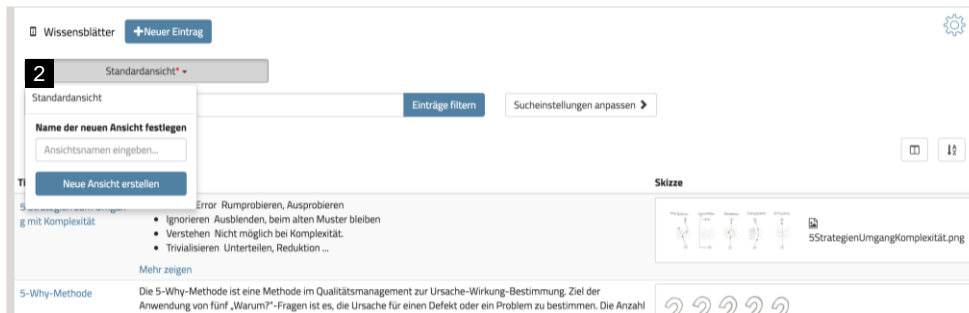 Wissensblätter
+Neuer Eintrag
2
Standardansicht*
Standardansicht
Name der neuen Ansicht festlegen
Ansichtsnamen eingeben...
Neue Ansicht erstellen
Einträge filtern
Sucheinstellungen anpassen
Skizze
g mit Komplexität
Error Rumprobieren, Ausprobieren
• Ignorieren Ausblenden, beim alten Muster bleiben
• Verstehen Nicht möglich bei Komplexität.
• Trivialisieren Unterteilen, Reduktion ...
Mehr zeigen
5StrategienUmgangKomplexität.png
5-Why-Methode
Die 5-Why-Methode ist eine Methode im Qualitätsmanagement zur Ursache-Wirkung-Bestimmung. Ziel der
Anwendung von fünf „Warum?"-Fragen ist es, die Ursache für einen Defekt oder ein Problem zu bestimmen. Die Anzahl